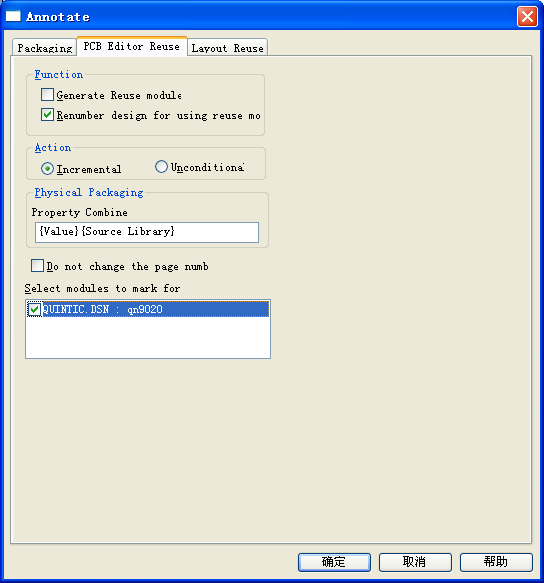 Annotate
Packaging PCB Editor Reuse Layout Reuse
Function
Generate Reuse module
Renumber design for using reuse mo
Action
Incremental Unconditional
Physical Packaging
Property Combine
{Value}{Source Library}
Do not change the page numb
Select modules to mark for
QUINTIC.DSN : qn9020
确定 取消 帮助